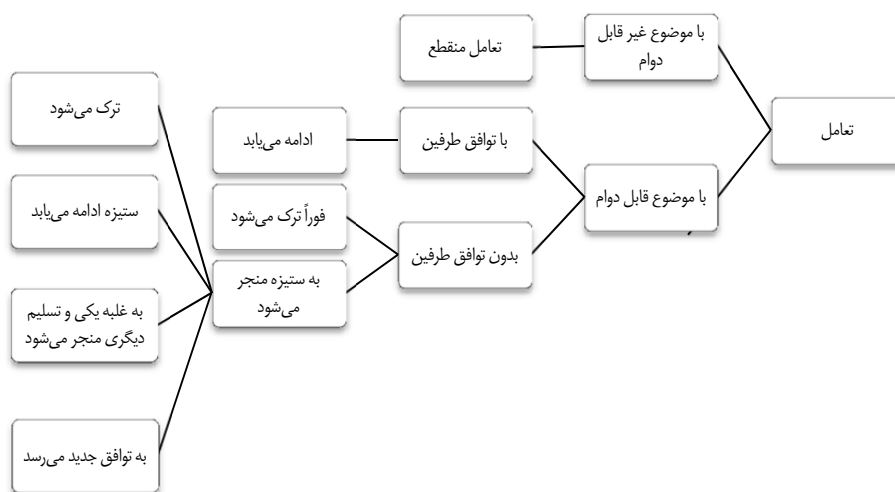 تعامل
با موضوع غیر قابل
دوام
تعامل منقطع
با موضوع قابل دوام
با توافق طرفین
ادامه می‌یابد
بدون توافق طرفین
فوراً ترک می‌شود
به ستیزه منجر
می‌شود
ترک می‌شود
ستیزه ادامه می‌یابد
به غلبه یکی و تسلیم
دیگری منجر می‌شود
به توافق جدید می‌رسد